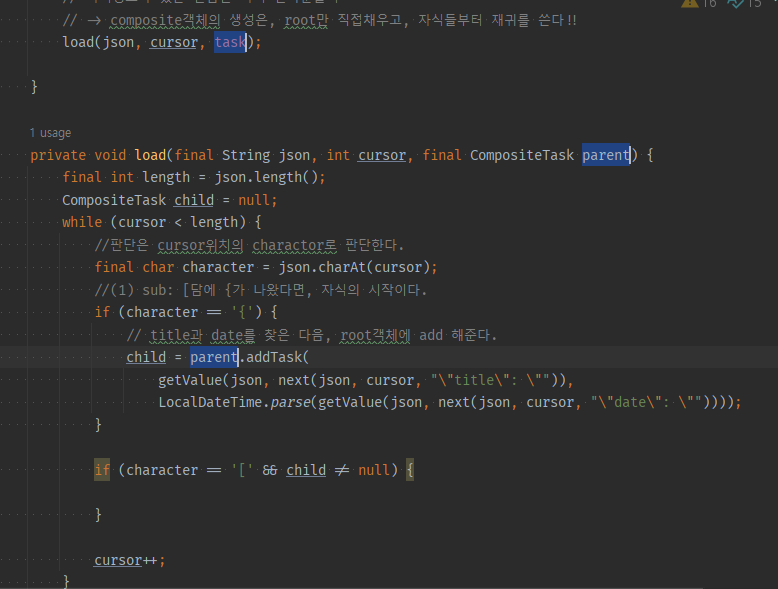 16 15
// → composite객체의 생성은, root만 직접채우고, 자식들부터 재귀를 쓴다!!
load(json, cursor, task);
}
1 usage
private void load(final String json, int cursor, final CompositeTask parent) {
final int length = json.length();
CompositeTask child = null;
while (cursor < length) {
//판단은 cursor위치의 charactor로 판단한다.
final char character = json.charAt(cursor);
//(1) sub: [담에 {가 나왔다면, 자식의 시작이다.
if (character == '{') {
// title과 date를 찾은 다음, root객체에 add 해준다.
child = parent.addTask(
getValue(json, next(json, cursor, "\"title\": \"")),
LocalDateTime.parse(getValue(json, next(json, cursor, "\"date\": \""))));
}
if (character == '[' && child ≠ null) {
}
cursor++;
}